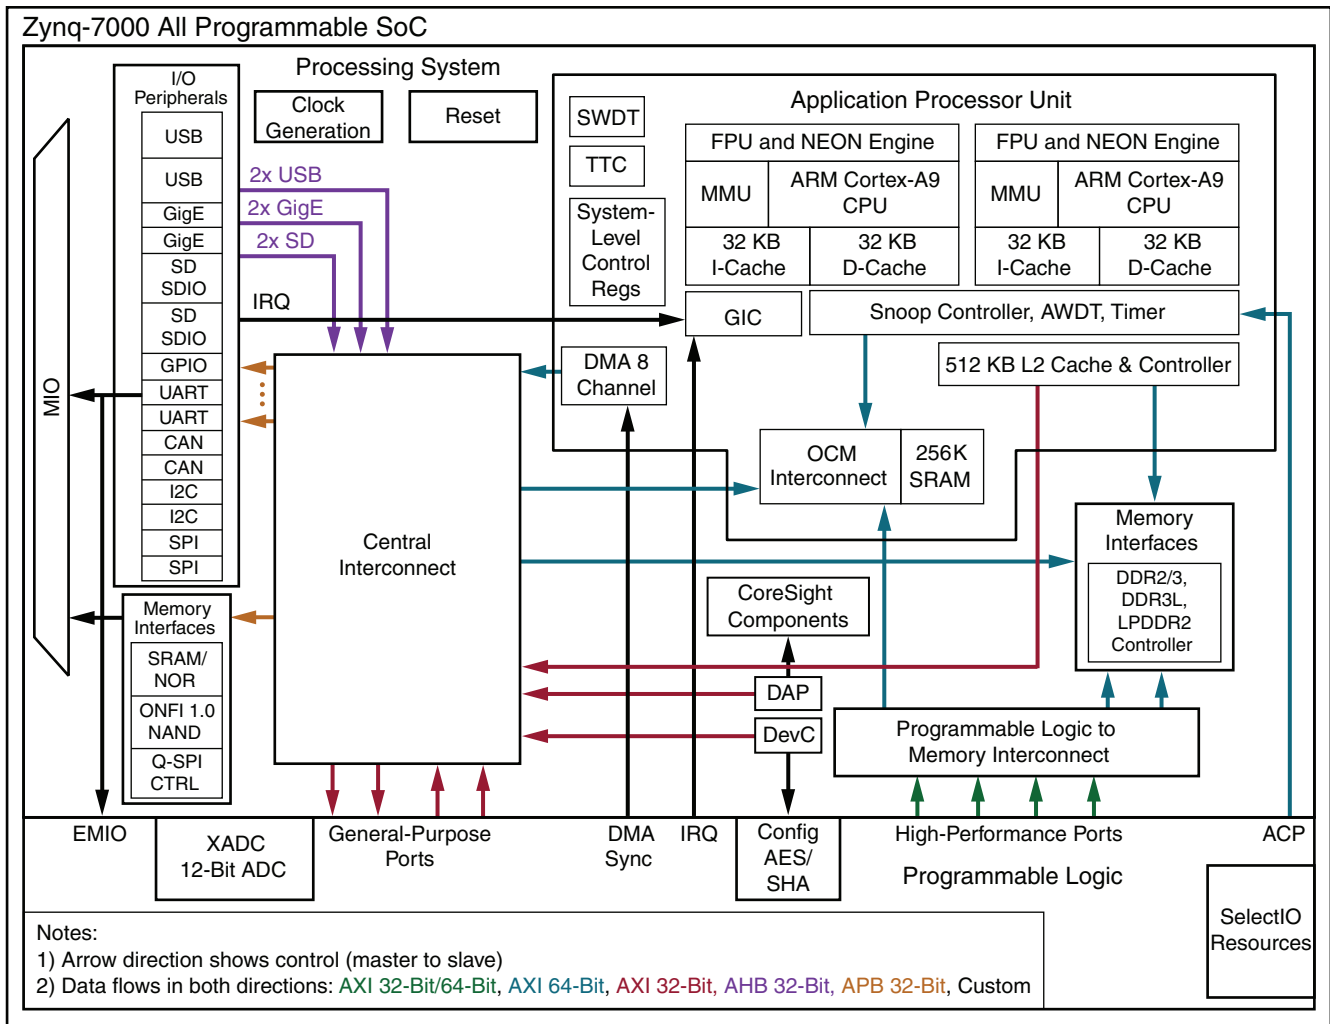 Zynq-7000 All Programmable SoC
Processing System
I/O
Peripherals
USB
USB
GigE
GigE
SD
SDIO
SD
SDIO
GPIO
UART
UART
CAN
CAN
I2C
I2C
SPI
SPI
MIO
Memory
Interfaces
SRAM/
NOR
ONFI 1.0
NAND
Q-SPI
CTRL
Clock
Generation
Reset
2x USB
2x GigE
2x SD
IRQ
Central
Interconnect
Application Processor Unit
SWDT
TTC
System-
Level
Control
Regs
FPU and NEON Engine
MMU
ARM Cortex-A9
CPU
32 KB
I-Cache
32 KB
D-Cache
FPU and NEON Engine
MMU
ARM Cortex-A9
CPU
32 KB
I-Cache
32 KB
D-Cache
GIC
Snoop Controller, AWDT, Timer
DMA 8
Channel
512 KB L2 Cache & Controller
OCM
Interconnect
256K
SRAM
Memory
Interfaces
DDR2/3,
DDR3L,
LPDDR2
Controller
CoreSight
Components
DAP
DevC
Programmable Logic to
Memory Interconnect
EMIO
XADC
12-Bit ADC
General-Purpose
Ports
DMA
Sync
IRQ
Config
AES/
SHA
High-Performance Ports
ACP
Programmable Logic
SelectIO
Resources
Notes:
1) Arrow direction shows control (master to slave)
2) Data flows in both directions: AXI 32-Bit/64-Bit, AXI 64-Bit, AXI 32-Bit, AHB 32-Bit, APB 32-Bit, Custom